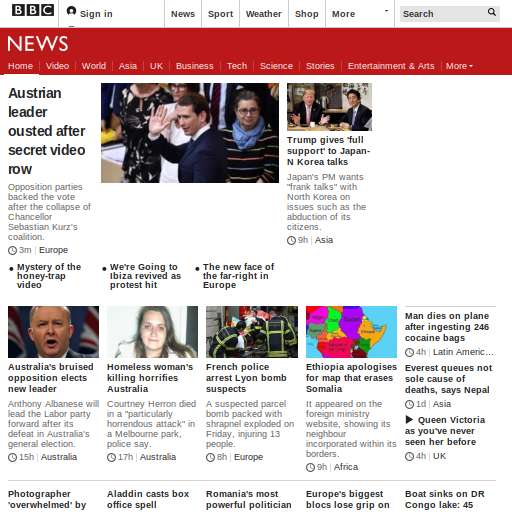 BBC Sign in News Sport Weather Shop More Search
NEWS
Home Video World Asia UK Business Tech Science Stories Entertainment & Arts More
Austrian
leader
ousted after
secret video
row
Opposition parties
backed the vote
after the collapse of
Chancellor
Sebastian Kurz's
coalition.
3m Europe
Trump gives 'full
support' to Japan-
N Korea talks
Japan's PM wants
"frank talks" with
North Korea on
issues such as the
abduction of its
citizens.
9h Asia
Mystery of the
honey-trap
video
We're Going to
Ibiza revived as
protest hit
The new face of
the far-right in
Europe
Australia's bruised
opposition elects
new leader
Anthony Albanese will
lead the Labor party
forward after its
defeat in Australia's
general election.
15h Australia
Homeless woman's
killing horrifies
Australia
Courtney Herron died
in a "particularly
horrendous attack" in
a Melbourne park,
police say.
17h Australia
French police
arrest Lyon bomb
suspects
A suspected parcel
bomb packed with
shrapnel exploded on
Friday, injuring 13
people.
8h Europe
Ethiopia apologises
for map that erases
Somalia
It appeared on the
foreign ministry
website, showing its
neighbour
incorporated within its
borders.
9h Africa
Man dies on plane
after ingesting 246
cocaine bags
4h Latin Americ...
Everest queues not
sole cause of
deaths, says Nepal
1d Asia
Queen Victoria
as you've never
seen her before
4h UK
Photographer
'overwhelmed' by
Aladdin casts box
office spell
Romania's most
powerful politician
Europe's biggest
blocs lose grip on
Boat sinks on DR
Congo lake: 45